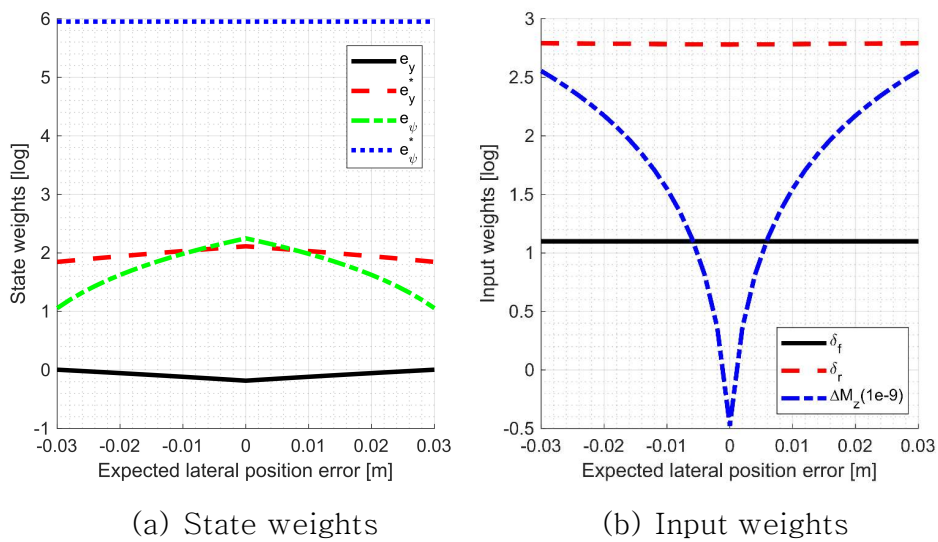 6
5
4
3
2
1
0
-1
State weights [log]
-0.03 -0.02 -0.01 0 0.01 0.02 0.03
Expected lateral position error [m]
e_y
e_y^*
e_ψ
e_ψ^*
(a) State weights
3
2.5
2
1.5
1
0.5
0
-0.5
Input weights [log]
-0.03 -0.02 -0.01 0 0.01 0.02 0.03
Expected lateral position error [m]
δ_f
δ_r
ΔM_z(1e-9)
(b) Input weights